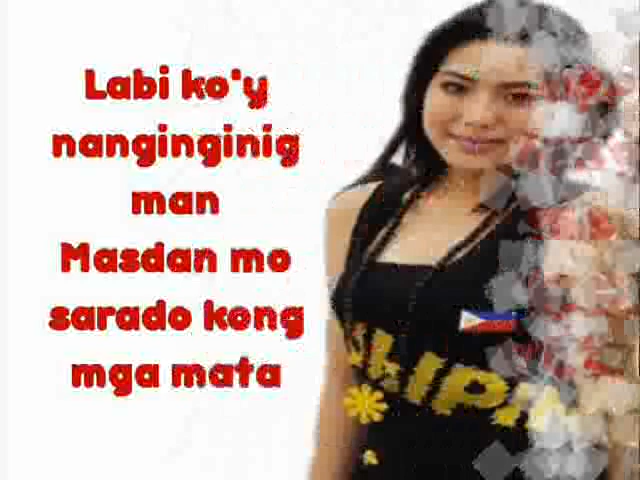 Labi ko'y
nanginginig
man
Masdan mo
sarado kong
mga mata